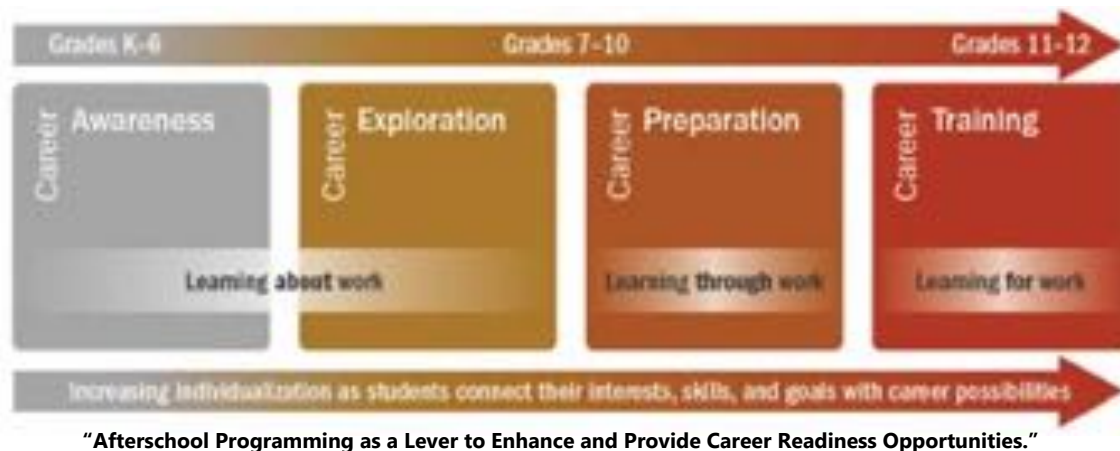 Grades K–6 Grades 7–10 Grades 11–12
Career Awareness
Career Exploration
Career Preparation
Career Training
Learning about work
Learning through work
Learning for work
Increasing individualization as students connect their interests, skills, and goals with career possibilities
“Afterschool Programming as a Lever to Enhance and Provide Career Readiness Opportunities.”